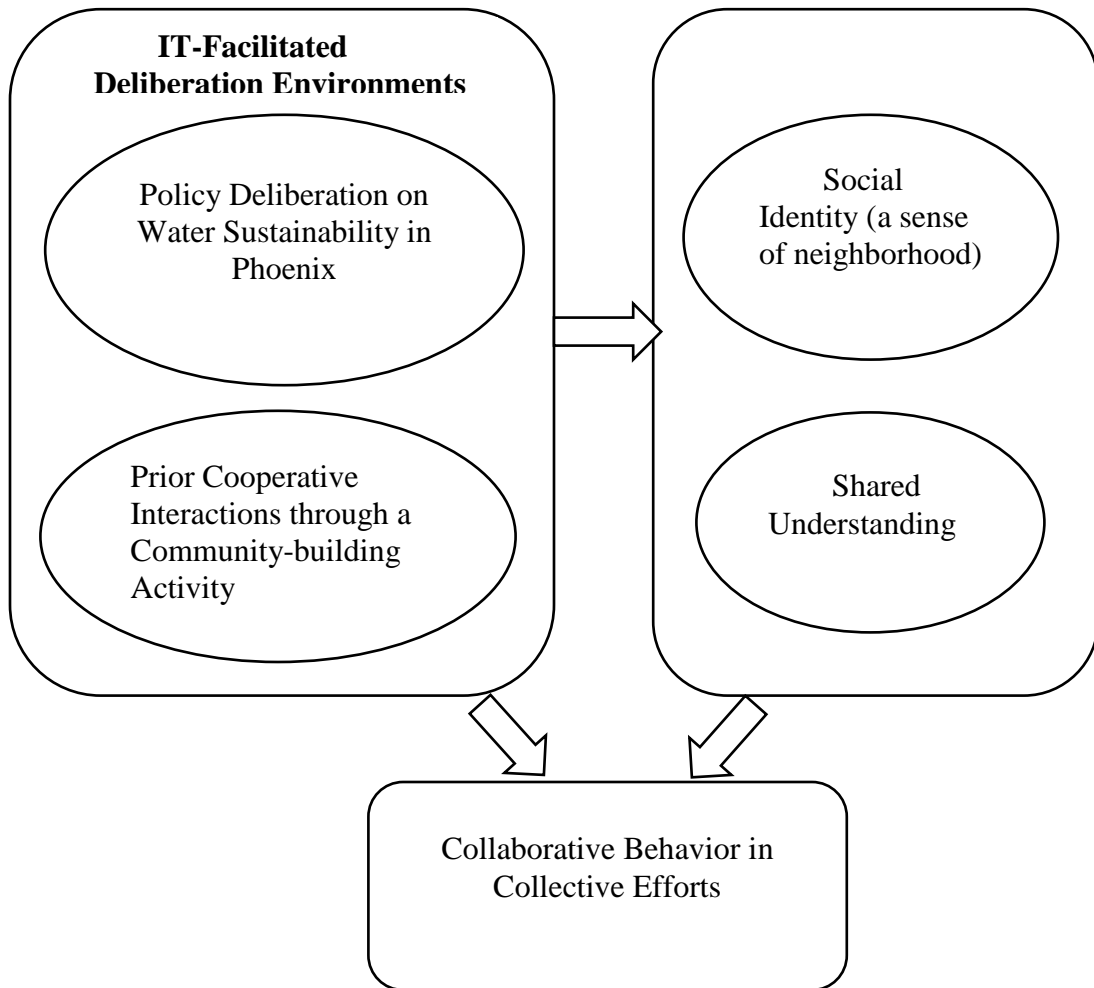 IT-Facilitated
Deliberation Environments
Policy Deliberation on
Water Sustainability in
Phoenix
Prior Cooperative
Interactions through a
Community-building
Activity
Social
Identity (a sense
of neighborhood)
Shared
Understanding
Collaborative Behavior in
Collective Efforts